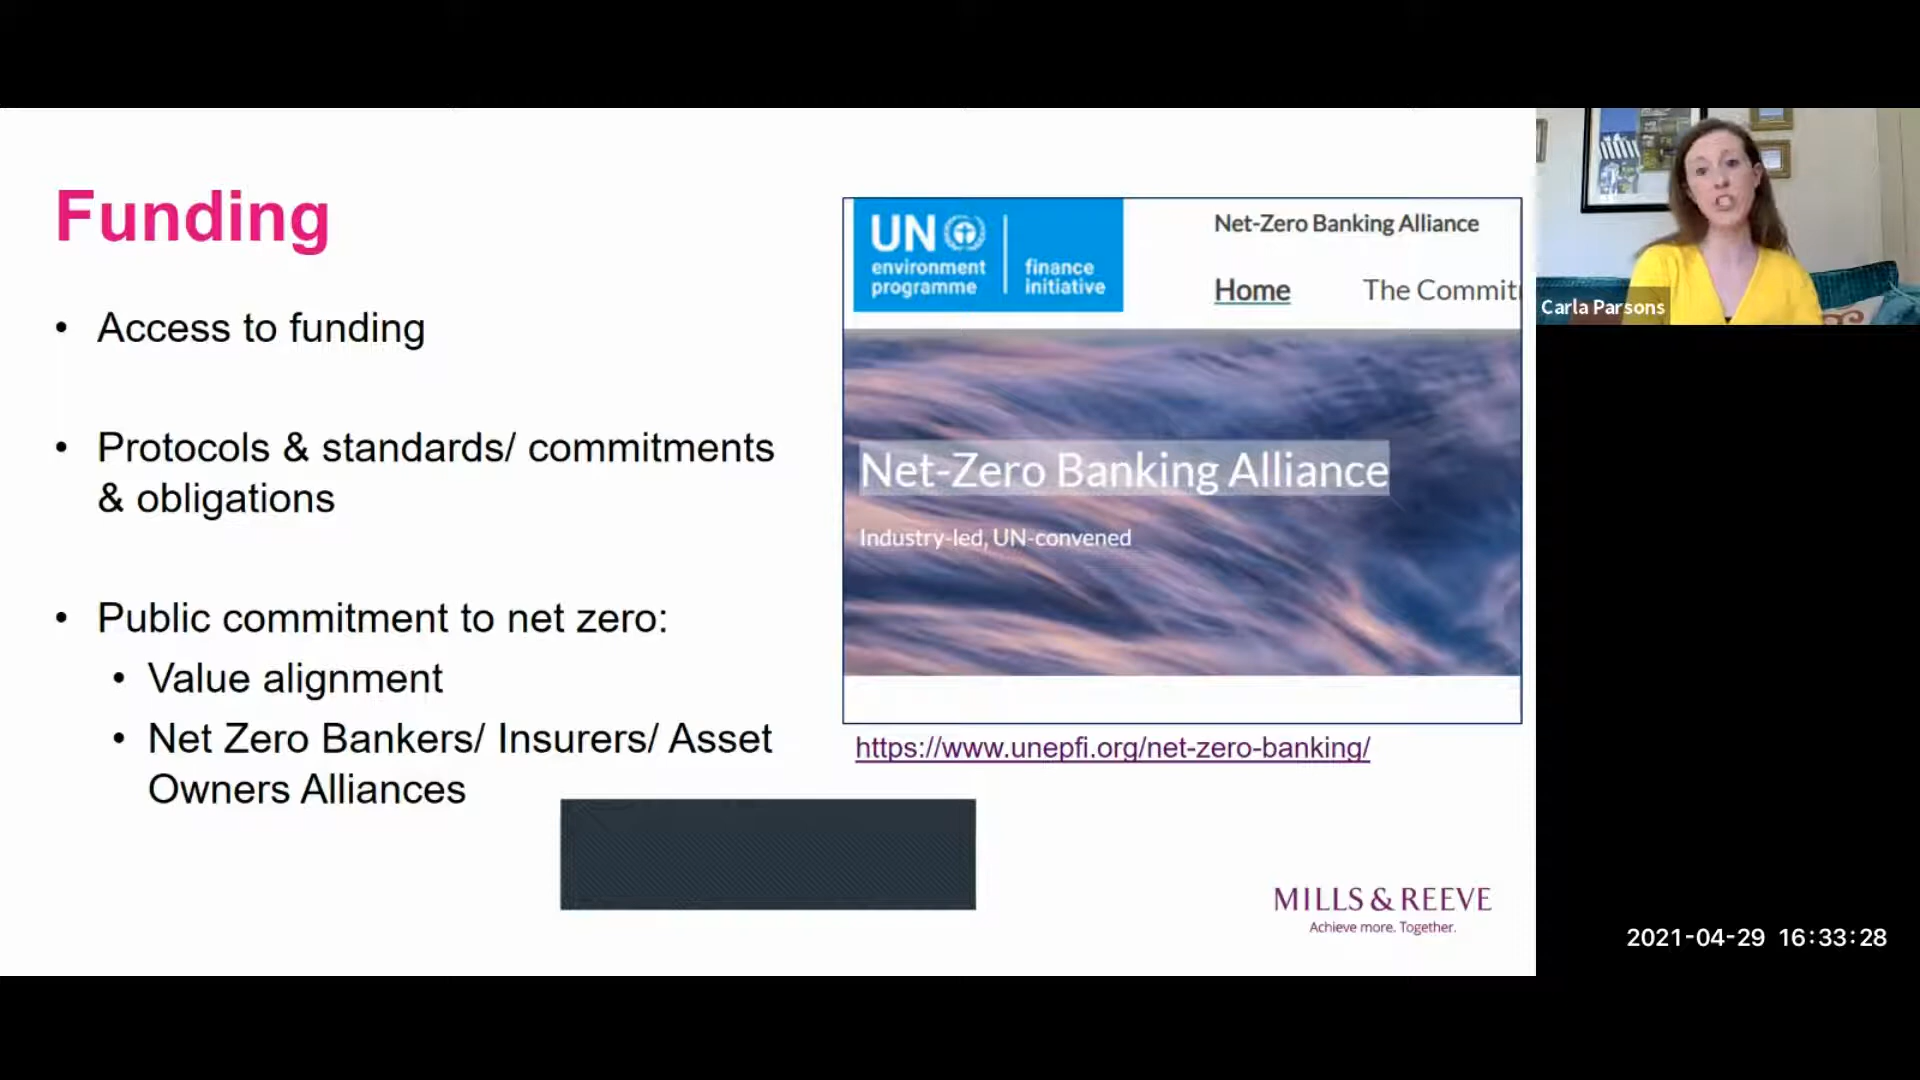 Funding
• Access to funding
• Protocols & standards/ commitments
& obligations
• Public commitment to net zero:
• Value alignment
• Net Zero Bankers/ Insurers/ Asset
Owners Alliances
UN
environment
programme
finance
initiative
Net-Zero Banking Alliance
Home
The Commit
Net-Zero Banking Alliance
Industry-led, UN-convened
https://www.unepfi.org/net-zero-banking/
MILLS & REEVE
Achieve more. Together.
Carla Parsons
2021-04-29 16:33:28